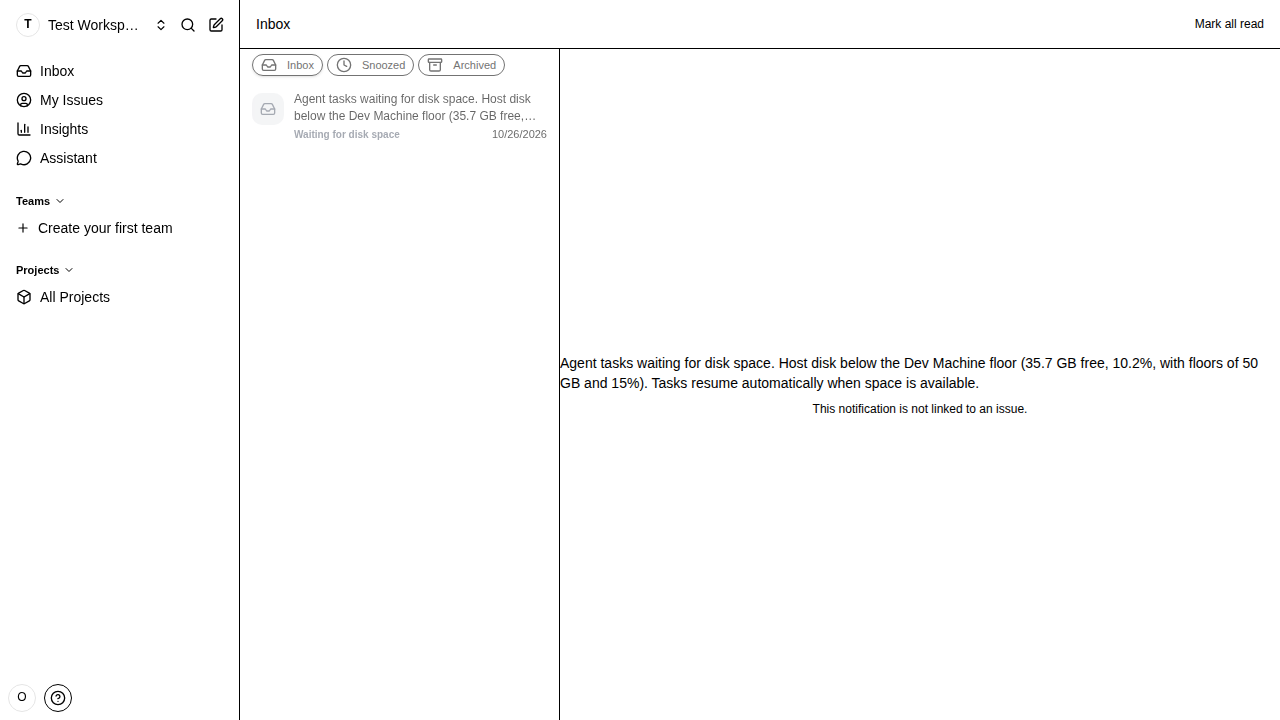 T
Test Worksp…
Inbox
My Issues
Insights
Assistant
Teams
Create your first team
Projects
All Projects
O
Inbox
Mark all read
Inbox
Snoozed
Archived
Agent tasks waiting for disk space. Host disk
below the Dev Machine floor (35.7 GB free,…
Waiting for disk space
10/26/2026
Agent tasks waiting for disk space. Host disk below the Dev Machine floor (35.7 GB free, 10.2%, with floors of 50
GB and 15%). Tasks resume automatically when space is available.
This notification is not linked to an issue.